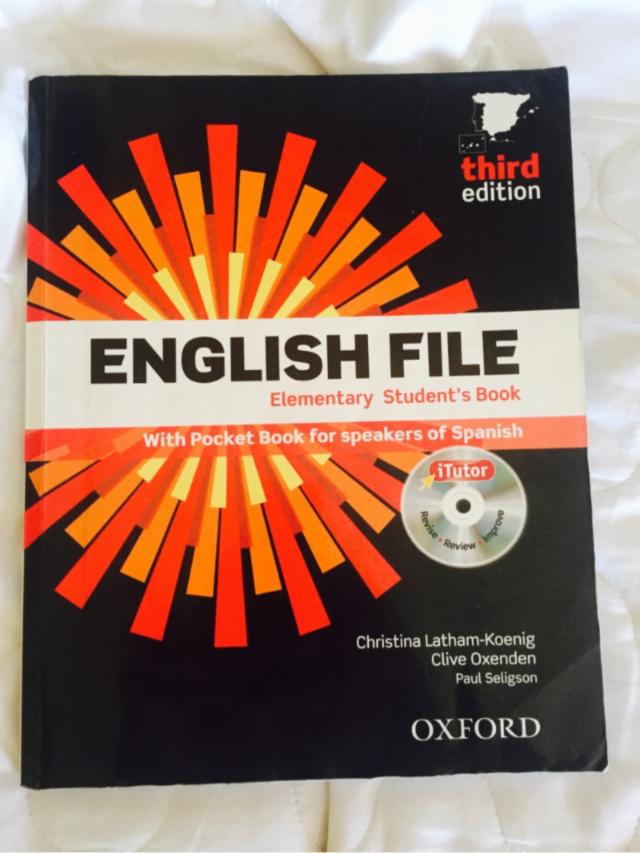 third
edition
ENGLISH FILE
Elementary Student's Book
With Pocket Book for speakers of Spanish
iTutor
Revise • Review • Improve
Christina Latham-Koenig
Clive Oxenden
Paul Seligson
OXFORD